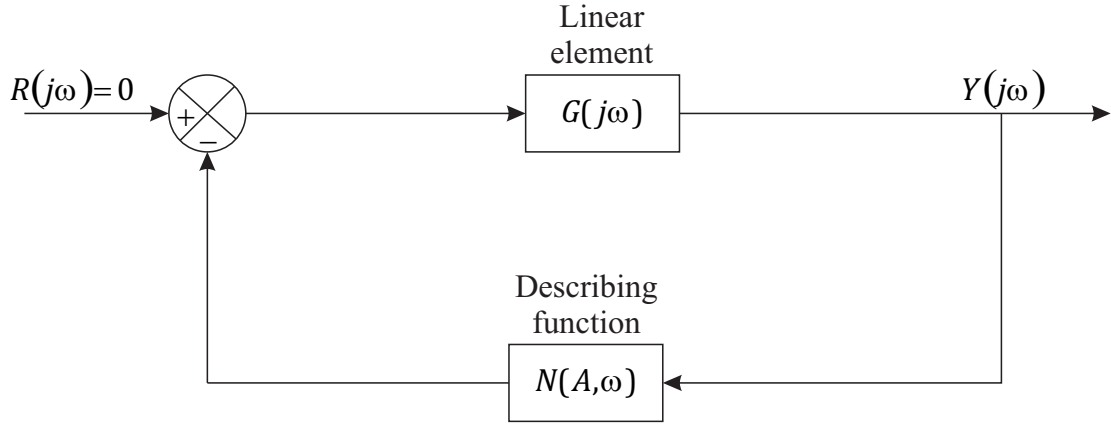 Linear
element
R(jω)=0
+
−
G(jω)
Y(jω)
Describing
function
N(A,ω)